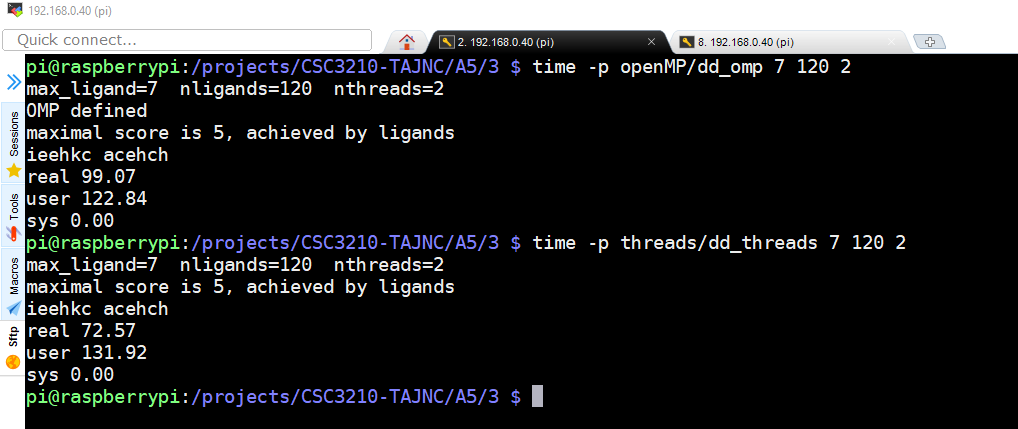 192.168.0.40 (pi)
Quick connect...
2. 192.168.0.40 (pi)
8. 192.168.0.40 (pi)
Sessions
Tools
Macros
Sftp
pi@raspberrypi:/projects/CSC3210-TAJNC/A5/3 $ time -p openMP/dd_omp 7 120 2
max_ligand=7  nligands=120  nthreads=2
OMP defined
maximal score is 5, achieved by ligands
ieehkc acehch
real 99.07
user 122.84
sys 0.00
pi@raspberrypi:/projects/CSC3210-TAJNC/A5/3 $ time -p threads/dd_threads 7 120 2
max_ligand=7  nligands=120  nthreads=2
maximal score is 5, achieved by ligands
ieehkc acehch
real 72.57
user 131.92
sys 0.00
pi@raspberrypi:/projects/CSC3210-TAJNC/A5/3 $